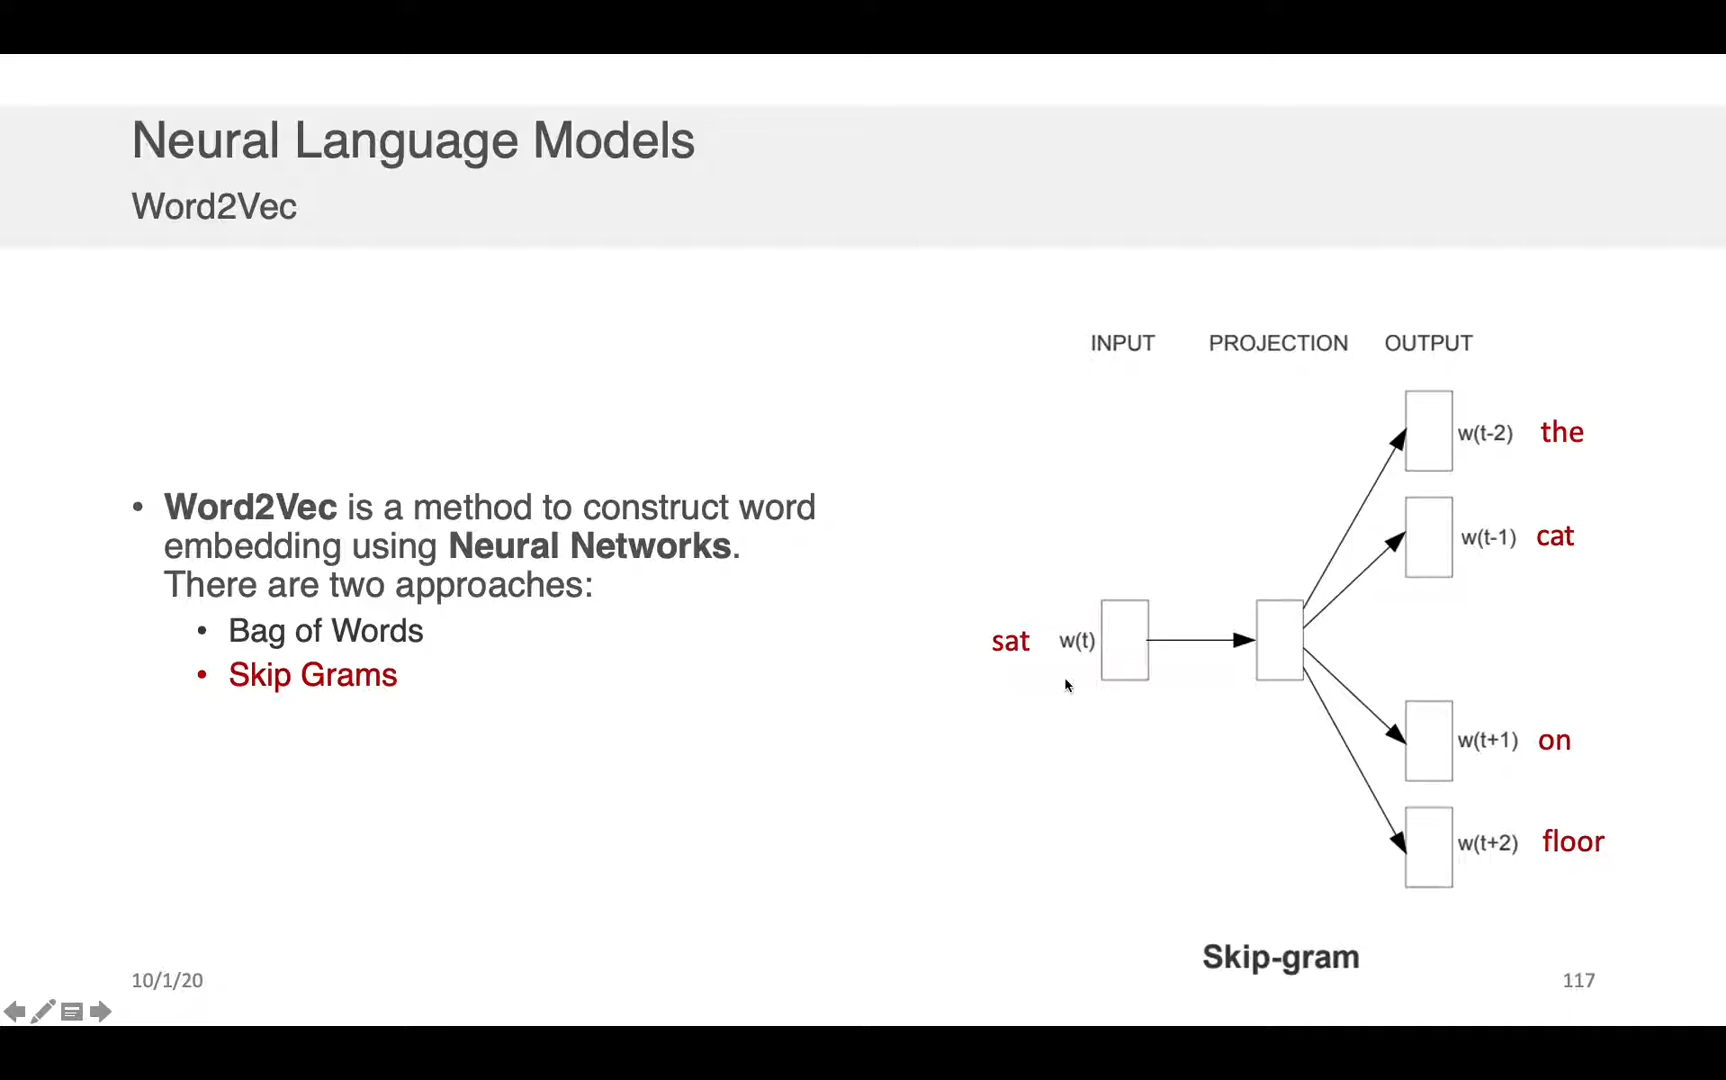 Neural Language Models
Word2Vec
• Word2Vec is a method to construct word
embedding using Neural Networks.
There are two approaches:
• Bag of Words
• Skip Grams
INPUT PROJECTION OUTPUT
w(t-2) the
w(t-1) cat
sat w(t)
w(t+1) on
w(t+2) floor
Skip-gram
10/1/20
117